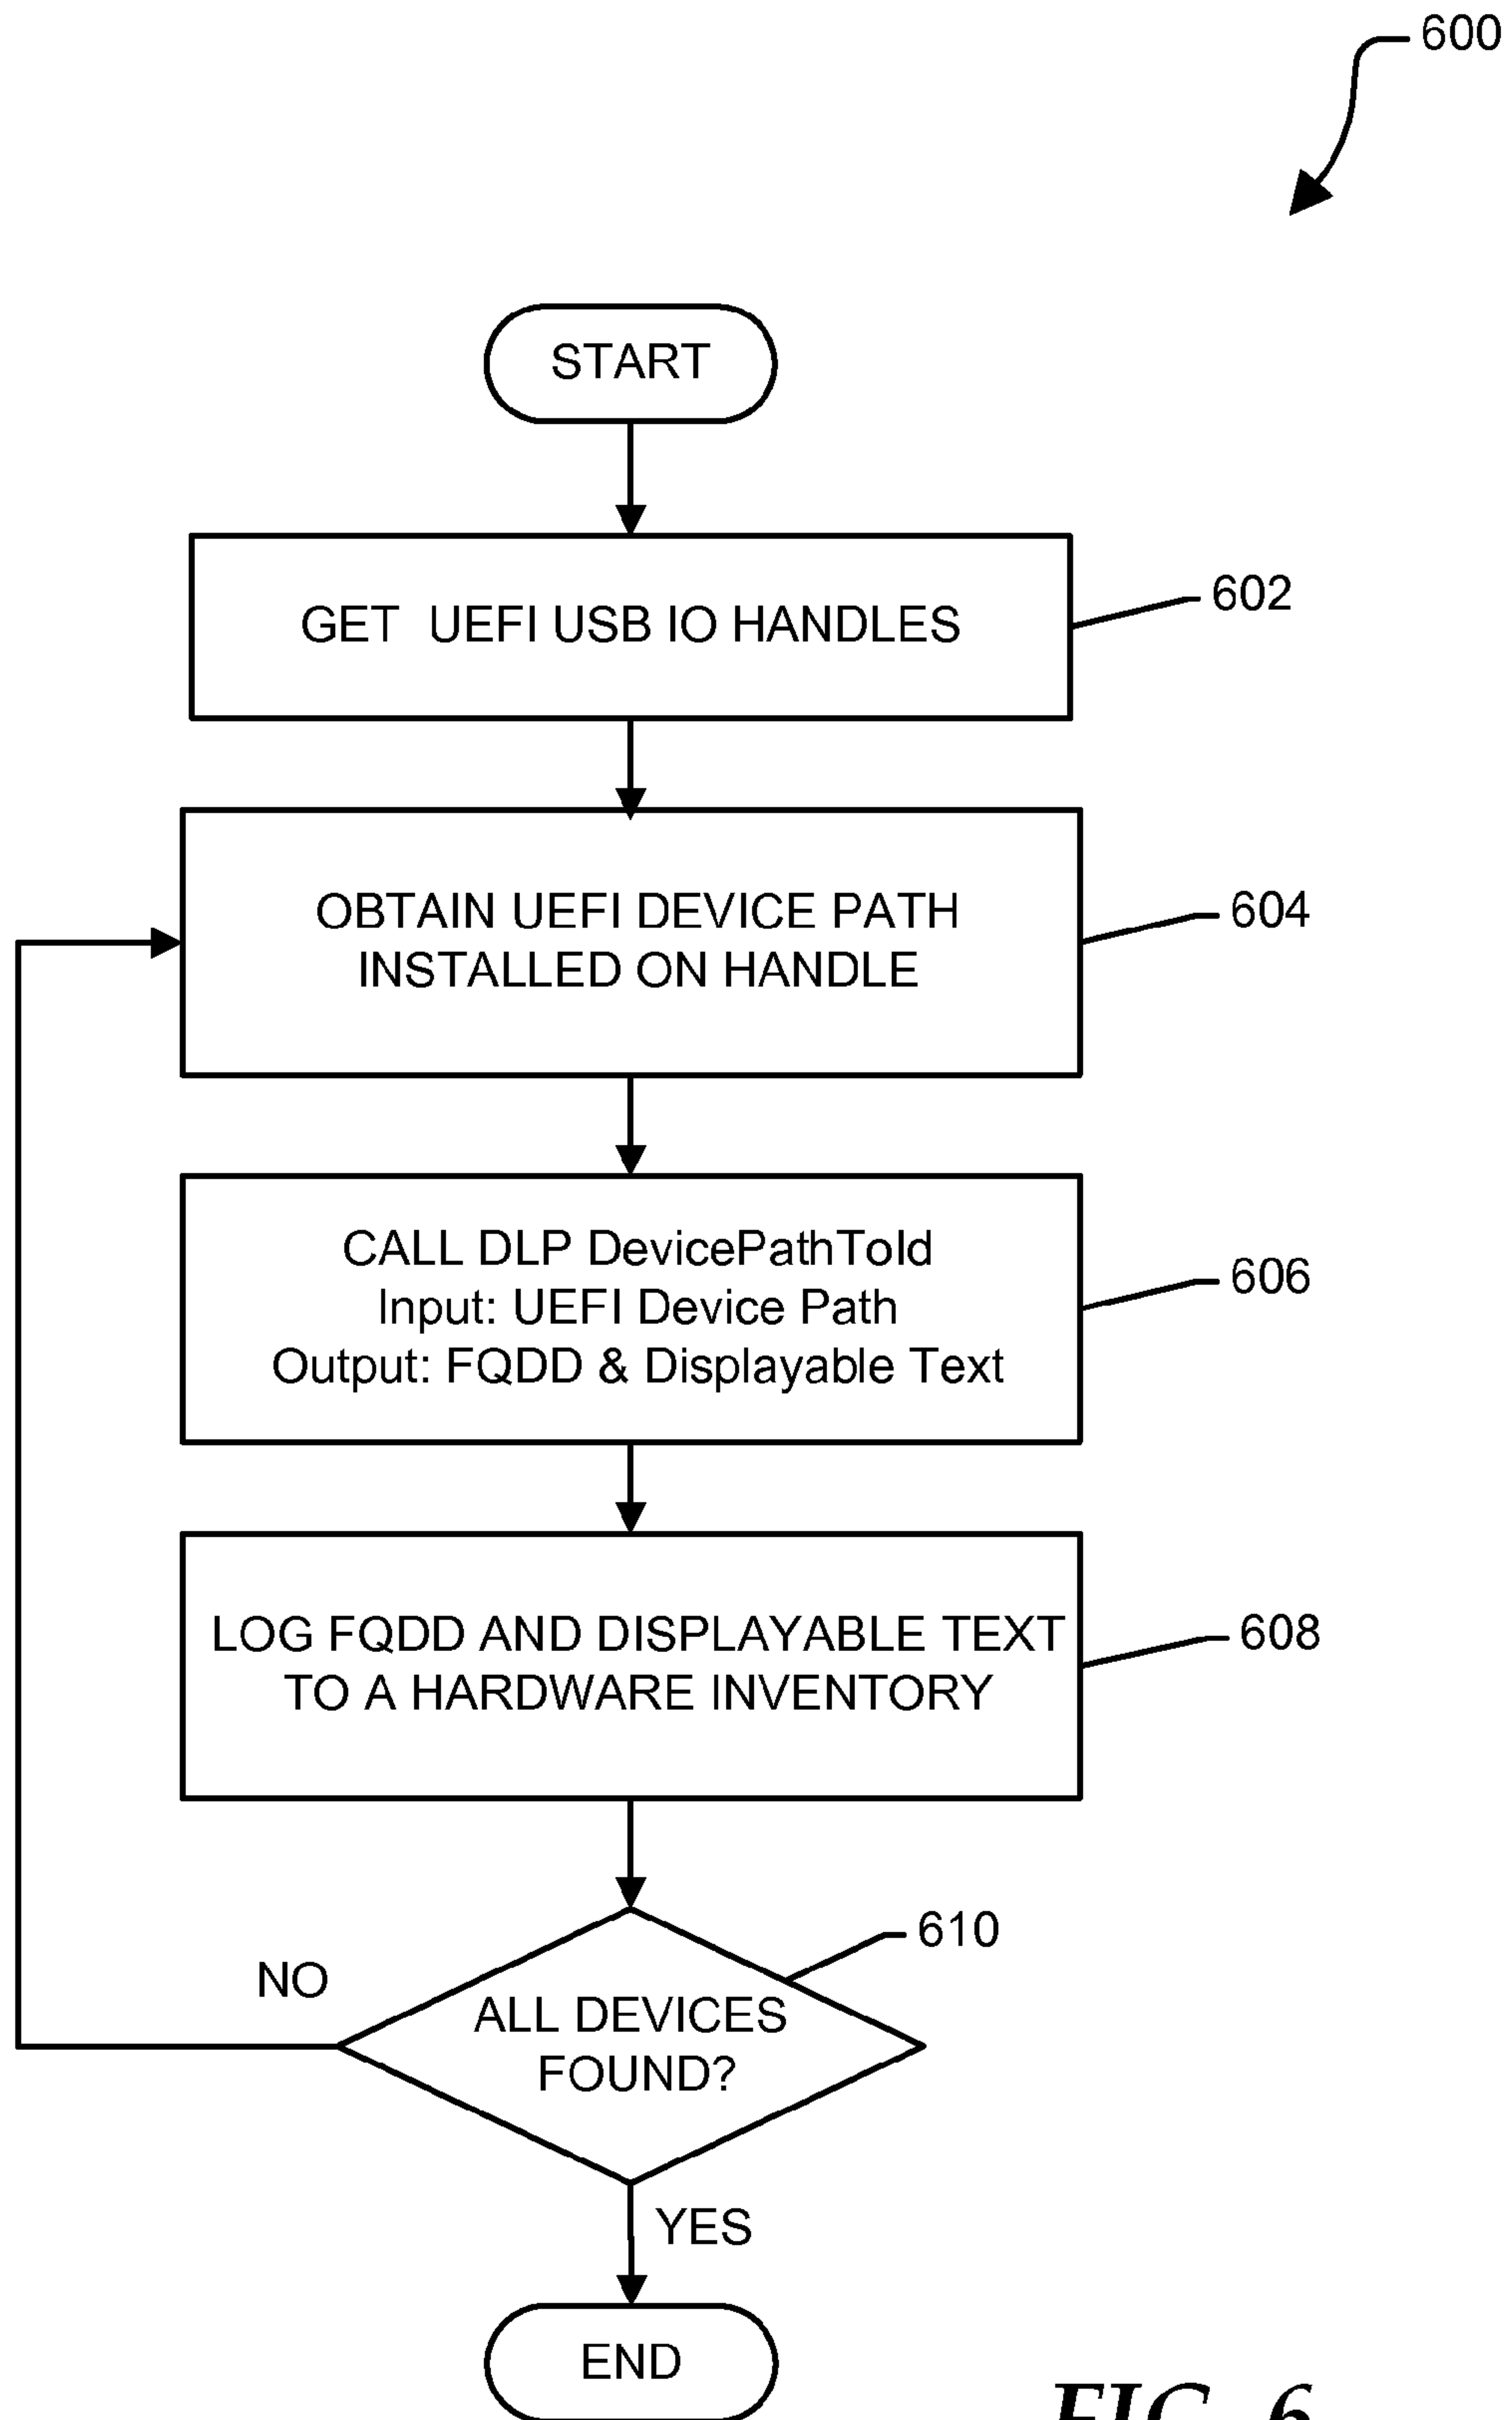 600
START
GET UEFI USB IO HANDLES
602
OBTAIN UEFI DEVICE PATH
INSTALLED ON HANDLE
604
CALL DLP DevicePathToId
Input: UEFI Device Path
Output: FQDD & Displayable Text
606
LOG FQDD AND DISPLAYABLE TEXT
TO A HARDWARE INVENTORY
608
610
NO
ALL DEVICES
FOUND?
YES
END
FIG. 6